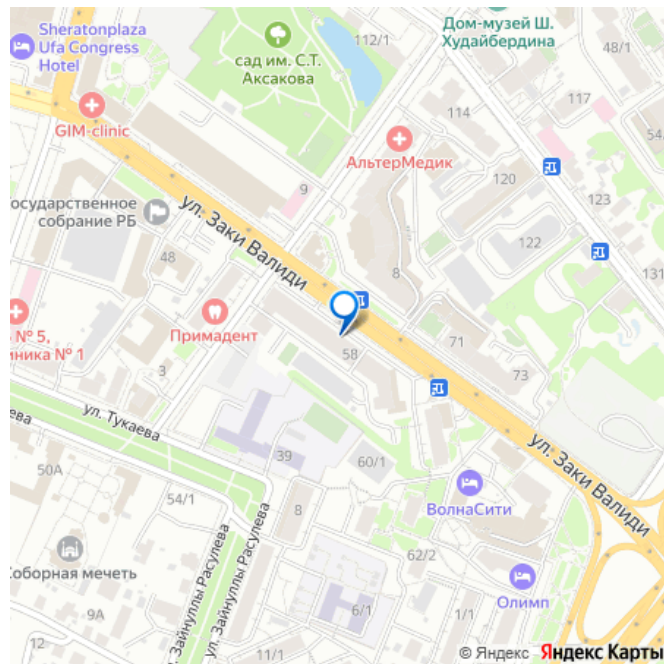 Sheratonplaza
Ufa Congress
Hotel
112/1
Дом-музей Ш.
Худайбердина
48/1
сад им. С.Т.
Аксакова
117
114
54
GIM-clinic
АльтерМедик
120
123
9
осударственное
собрание РБ
ул. Заки Валиди
122
48
8
131
Примадент
№ 5,
иника № 1
58
71
73
3
ул. Тукаева
ева
39
60/1
ул. Заки Валиди
50А
54/1
8
ВолнаСити
ул. Зайнуллы Расулева
62/2
Соборная мечеть
Олимп
9А
6/1
1/1
12
ул. Зайнуллы Расулева
11/1
© Яндекс Яндекс Карты